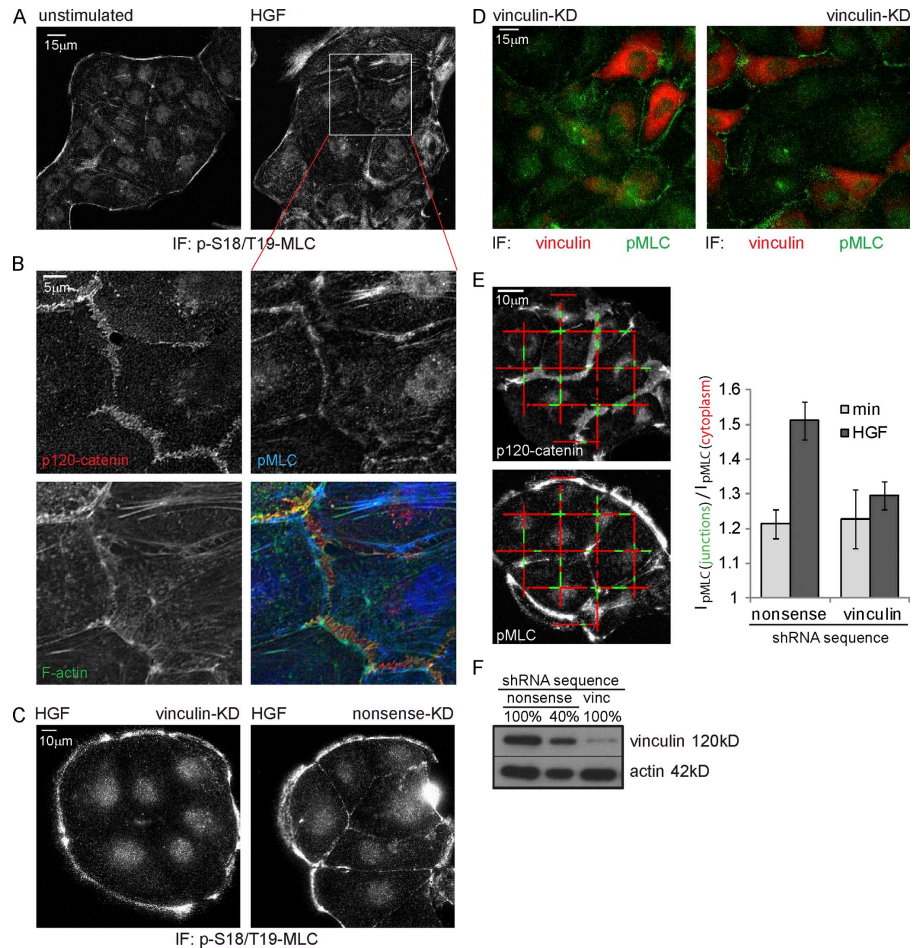 A
unstimulated
HGF
15µm
IF: p-S18/T19-MLC
B
5µm
p120-catenin
pMLC
F-actin
C
HGF vinculin-KD
HGF nonsense-KD
10µm
IF: p-S18/T19-MLC
D
vinculin-KD
vinculin-KD
15µm
IF: vinculin pMLC
IF: vinculin pMLC
E
10µm
p120-catenin
pMLC
I pMLC (junctions) / I pMLC (cytoplasm)
1.6
1.5
1.4
1.3
1.2
1.1
1
min
HGF
nonsense vinculin
shRNA sequence
F
shRNA sequence
nonsense vinc
100% 40% 100%
vinculin 120kD
actin 42kD